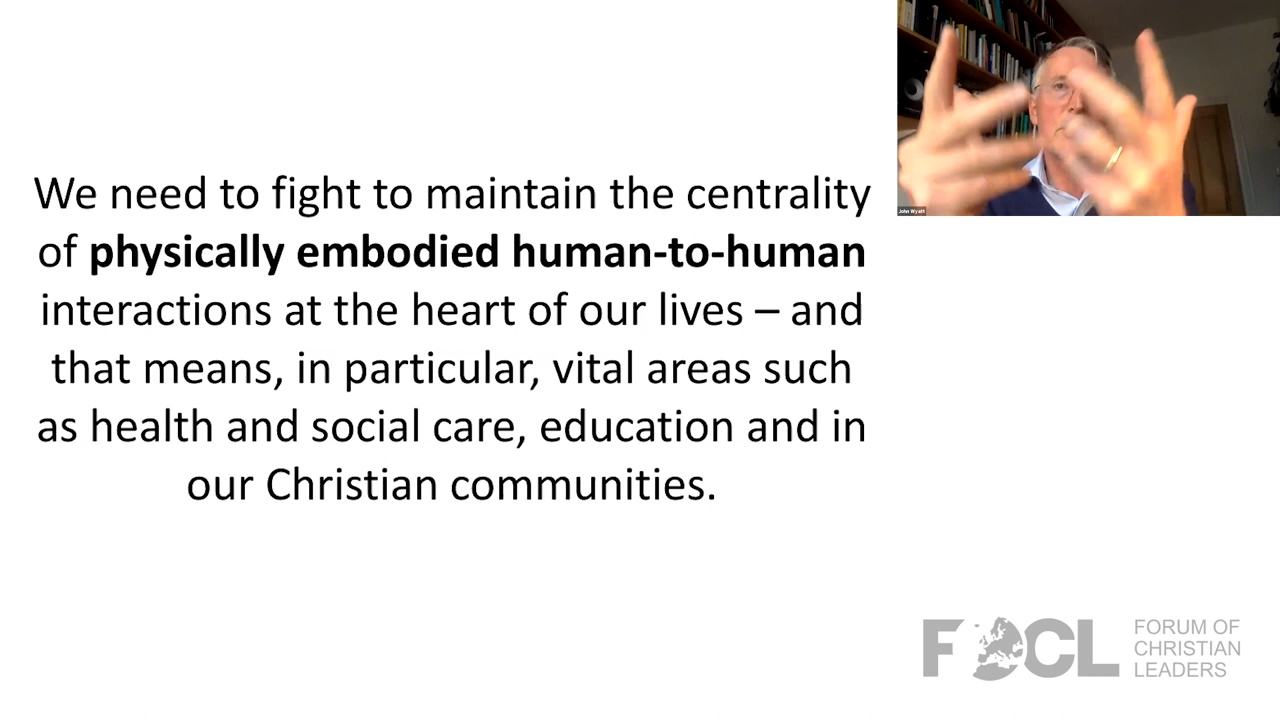 We need to fight to maintain the centrality
of physically embodied human-to-human
interactions at the heart of our lives – and
that means, in particular, vital areas such
as health and social care, education and in
our Christian communities.
John Wyatt
FOCL
FORUM OF
CHRISTIAN
LEADERS